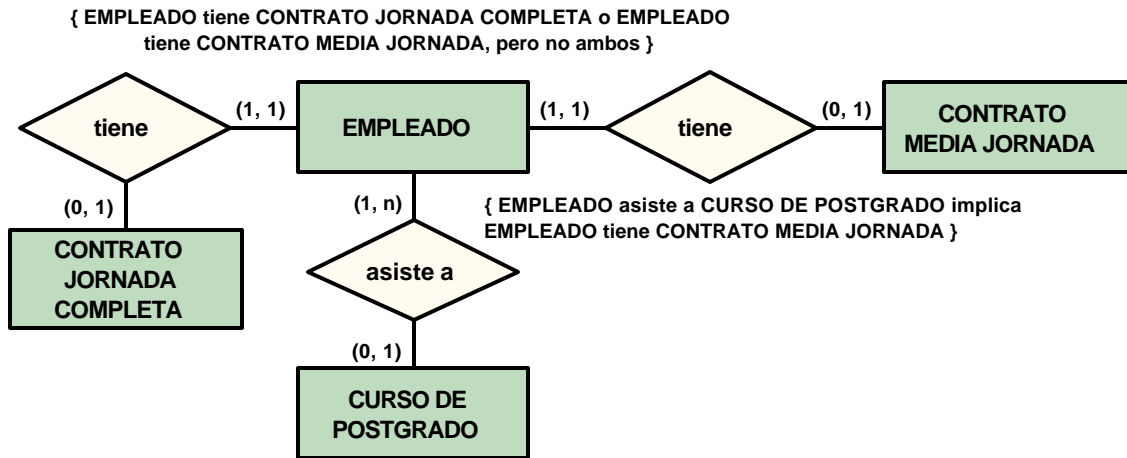 { EMPLEADO tiene CONTRATO JORNADA COMPLETA o EMPLEADO
tiene CONTRATO MEDIA JORNADA, pero no ambos }
tiene
(1, 1)
EMPLEADO
(1, 1)
tiene
(0, 1)
CONTRATO
MEDIA JORNADA
(0, 1)
CONTRATO
JORNADA
COMPLETA
(1, n)
{ EMPLEADO asiste a CURSO DE POSTGRADO implica
EMPLEADO tiene CONTRATO MEDIA JORNADA }
asiste a
(0, 1)
CURSO DE
POSTGRADO